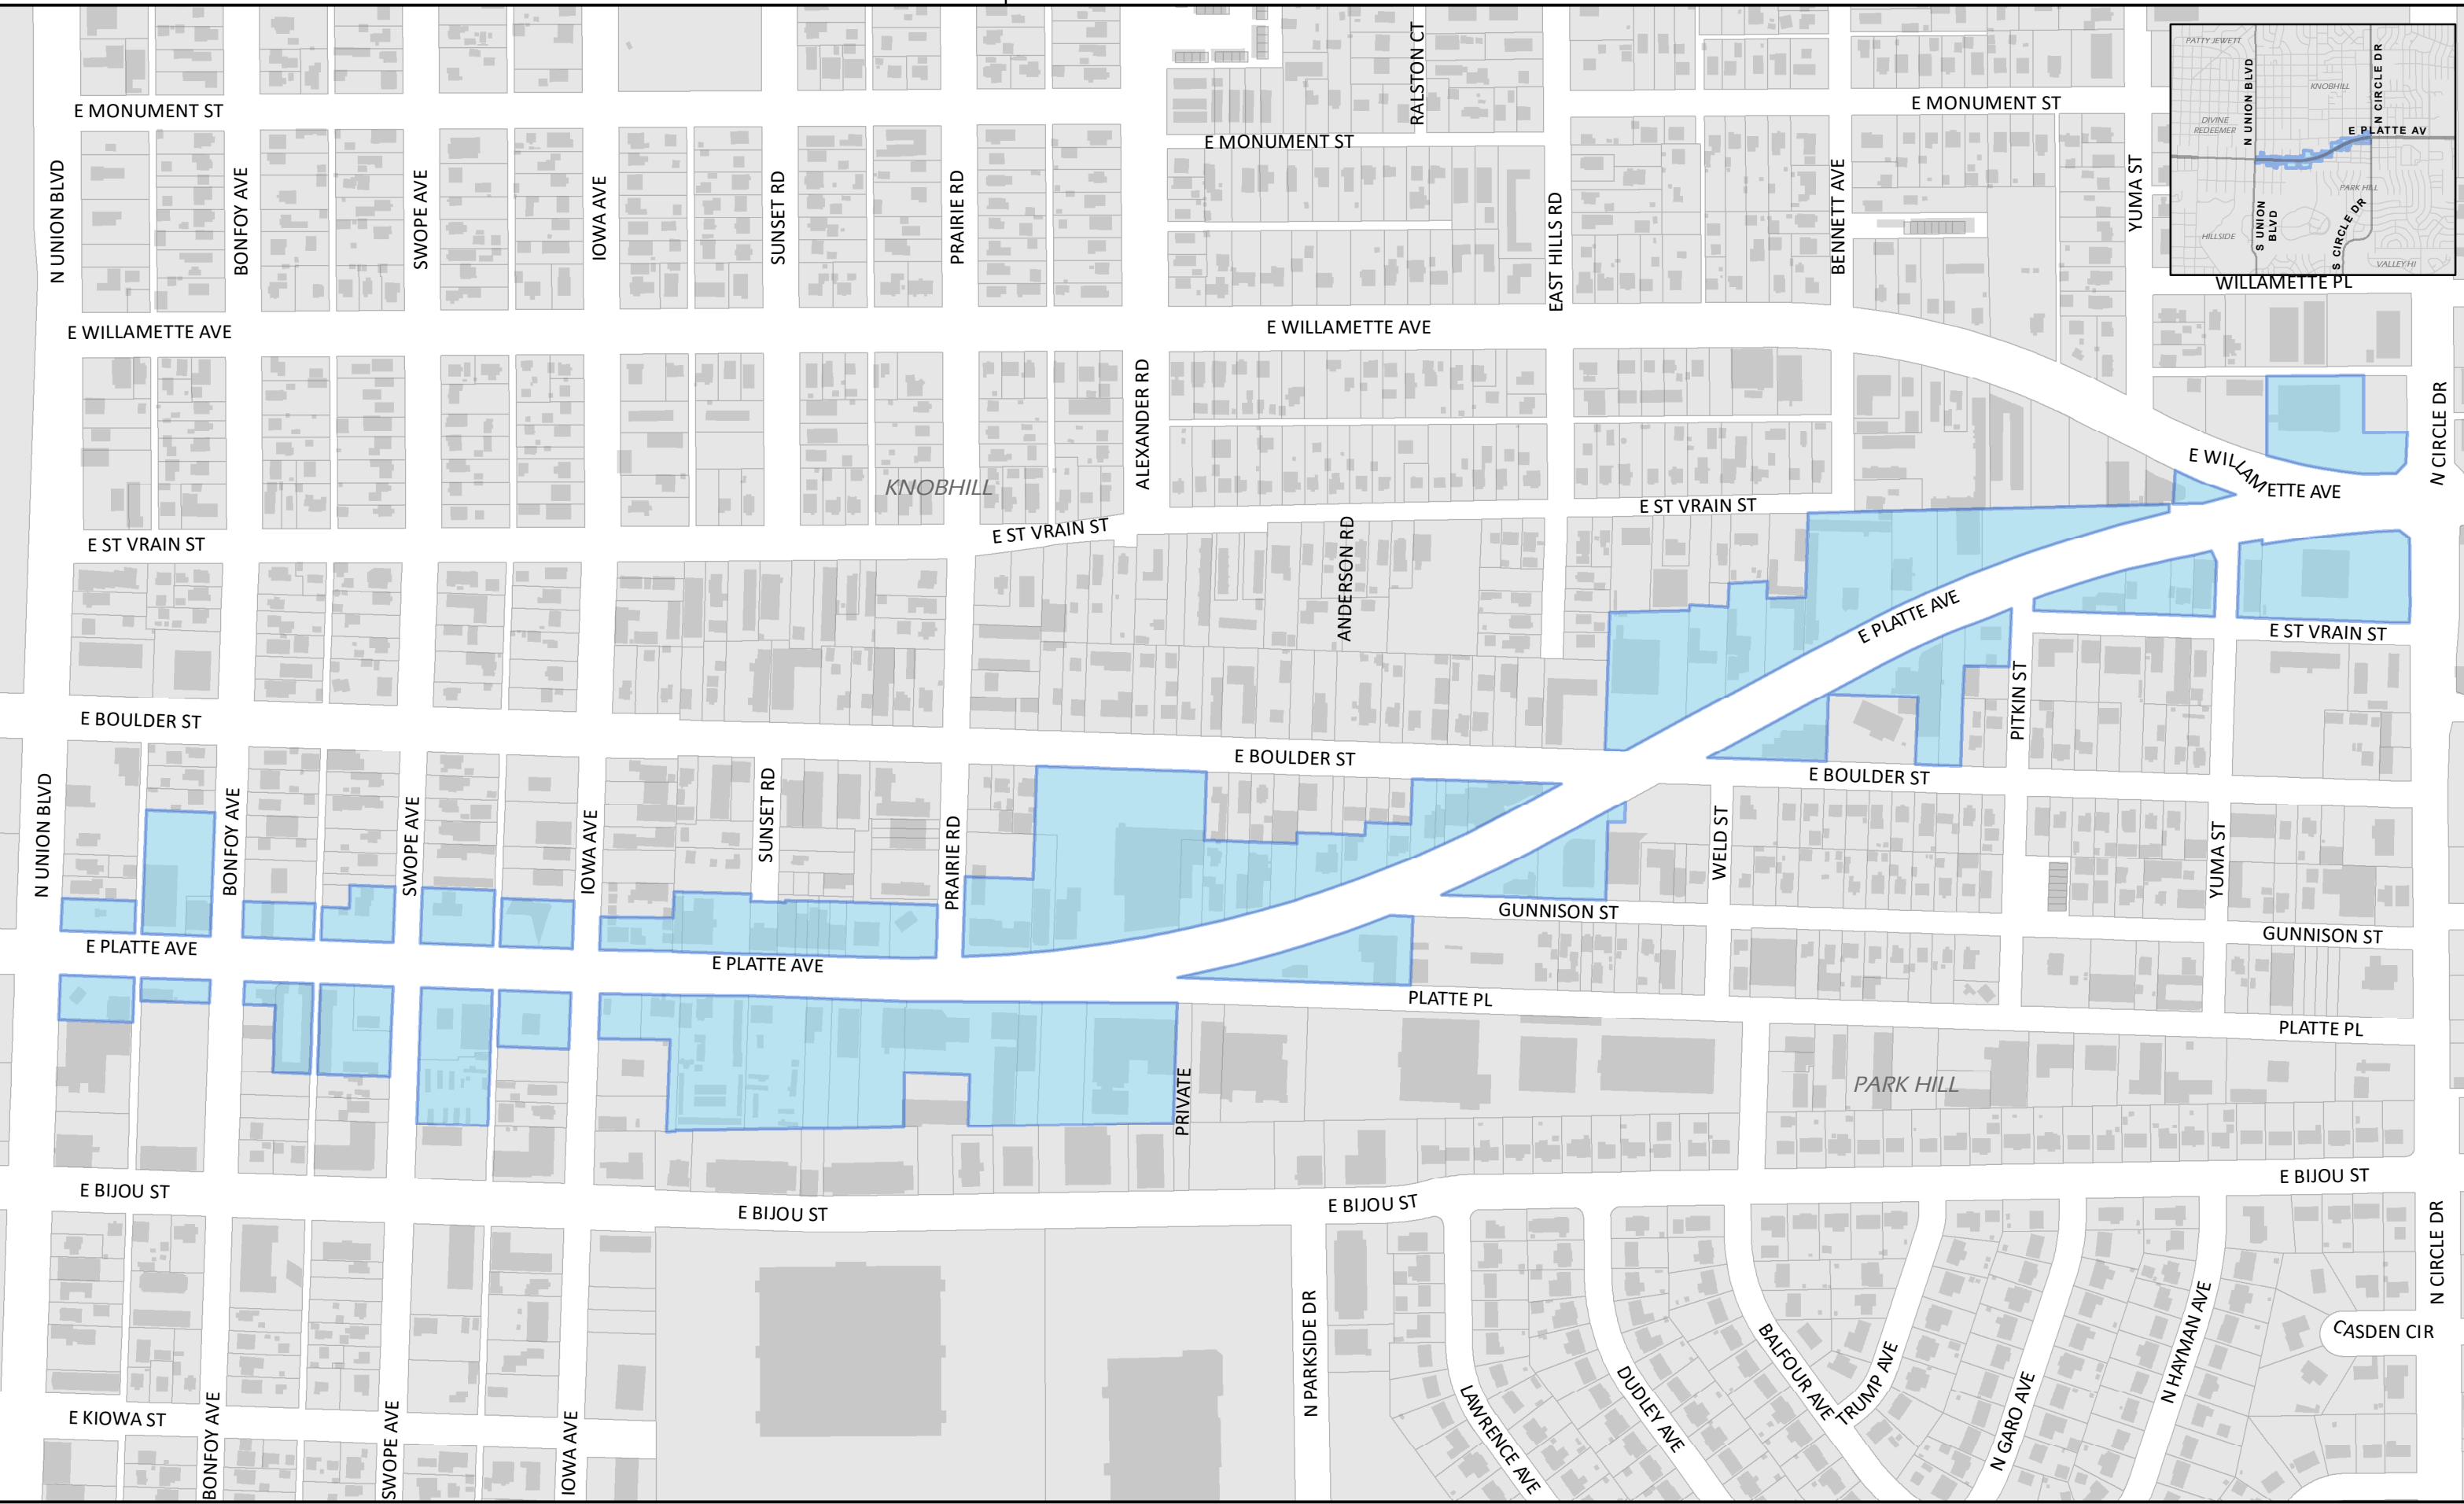 RALSTON CT
E MONUMENT ST
E MONUMENT ST
E MONUMENT ST
N UNION BLVD
BONFOY AVE
SWOPE AVE
IOWA AVE
SUNSET RD
PRAIRIE RD
EAST HILLS RD
BENNETT AVE
YUMA ST
PATTY JEWETT
N UNION BLVD
KNOBHILL
N CIRCLE DR
DIVINE
REDEEMER
E PLATTE AV
PARK HILL
S UNION
BLVD
S CIRCLE DR
HILLSIDE
VALLEY HI
WILLAMETTE PL
E WILLAMETTE AVE
E WILLAMETTE AVE
ALEXANDER RD
N CIRCLE DR
E WILLAMETTE AVE
KNOBHILL
E ST VRAIN ST
E ST VRAIN ST
E ST VRAIN ST
ANDERSON RD
E PLATTE AVE
E ST VRAIN ST
PITKIN ST
E BOULDER ST
E BOULDER ST
E BOULDER ST
N UNION BLVD
BONFOY AVE
SWOPE AVE
IOWA AVE
SUNSET RD
PRAIRIE RD
WELD ST
YUMA ST
GUNNISON ST
GUNNISON ST
E PLATTE AVE
E PLATTE AVE
PLATTE PL
PLATTE PL
PRIVATE
PARK HILL
E BIJOU ST
E BIJOU ST
E BIJOU ST
E BIJOU ST
N CIRCLE DR
N PARKSIDE DR
LAWRENCE AVE
DUDLEY AVE
BALFOUR AVE
TRUMP AVE
N GARO AVE
N HAYMAN AVE
CASDEN CIR
E KIOWA ST
BONFOY AVE
SWOPE AVE
IOWA AVE